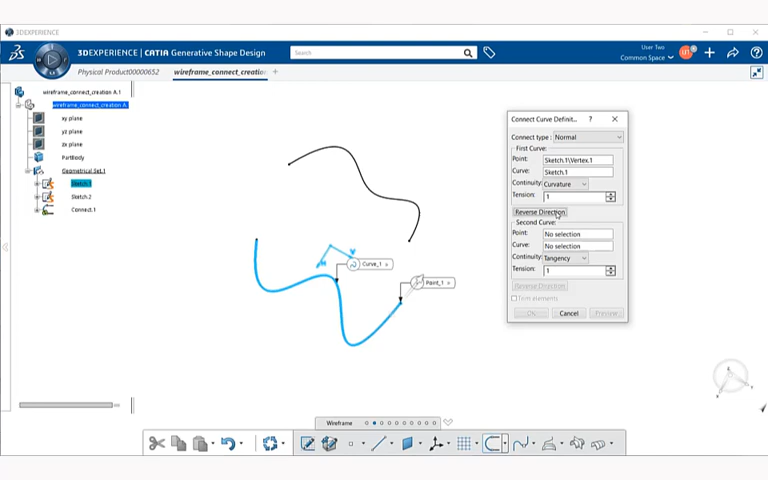 3DEXPERIENCE
3DEXPERIENCE | CATIA Generative Shape Design
Search
User Two
Common Space
Physical Product00000652
wireframe_connect_creatio
wireframe_connect_creation A.1
wireframe_connect_creation A.
xy plane
yz plane
zx plane
PartBody
Geometrical Set.1
Sketch.1
Sketch.2
Connect.1
Curve_1
Point_1
Connect Curve Definit...
Connect type : Normal
First Curve:
Point: Sketch.1\Vertex.1
Curve: Sketch.1
Continuity: Curvature
Tension: 1
Reverse Direction
Second Curve:
Point: No selection
Curve: No selection
Continuity: Tangency
Tension: 1
Reverse Direction
Trim elements
OK Cancel Preview
Wireframe